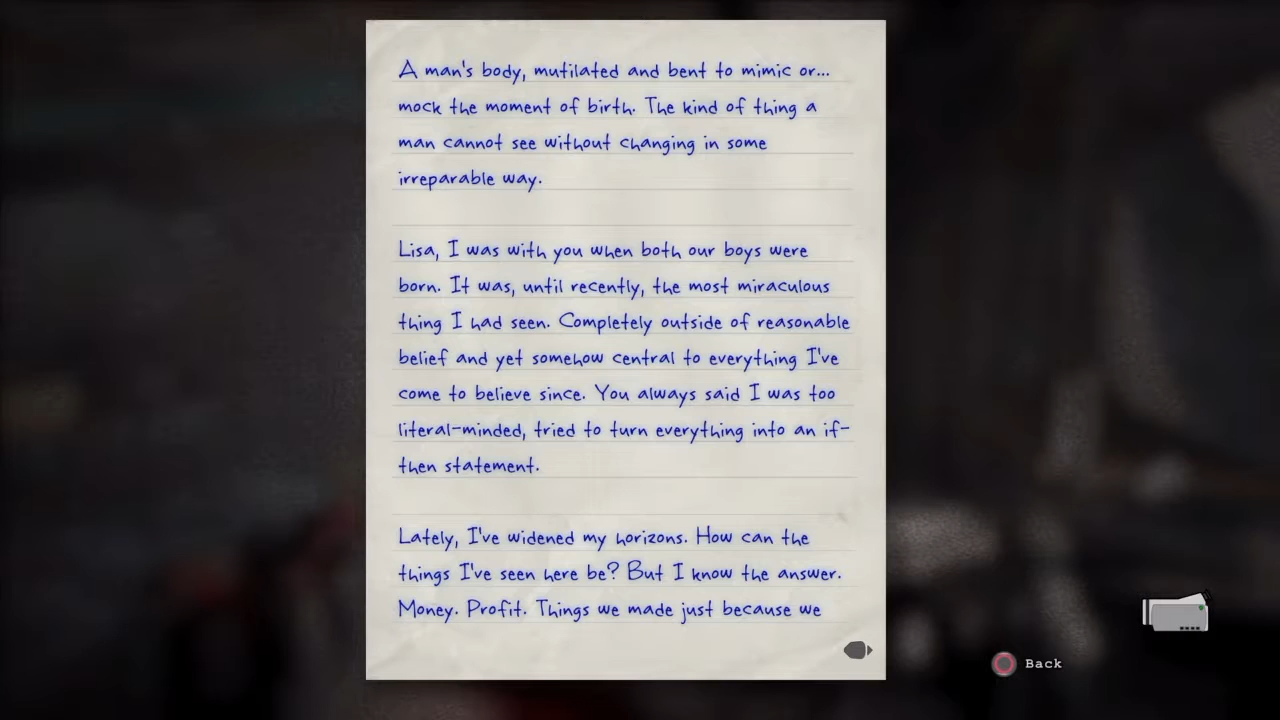 A man's body, mutilated and bent to mimic or...
mock the moment of birth. The kind of thing a
man cannot see without changing in some
irreparable way.
Lisa, I was with you when both our boys were
born. It was, until recently, the most miraculous
thing I had seen. Completely outside of reasonable
belief and yet somehow central to everything I've
come to believe since. You always said I was too
literal-minded, tried to turn everything into an if-
then statement.
Lately, I've widened my horizons. How can the
things I've seen here be? But I know the answer.
Money. Profit. Things we made just because we
Back